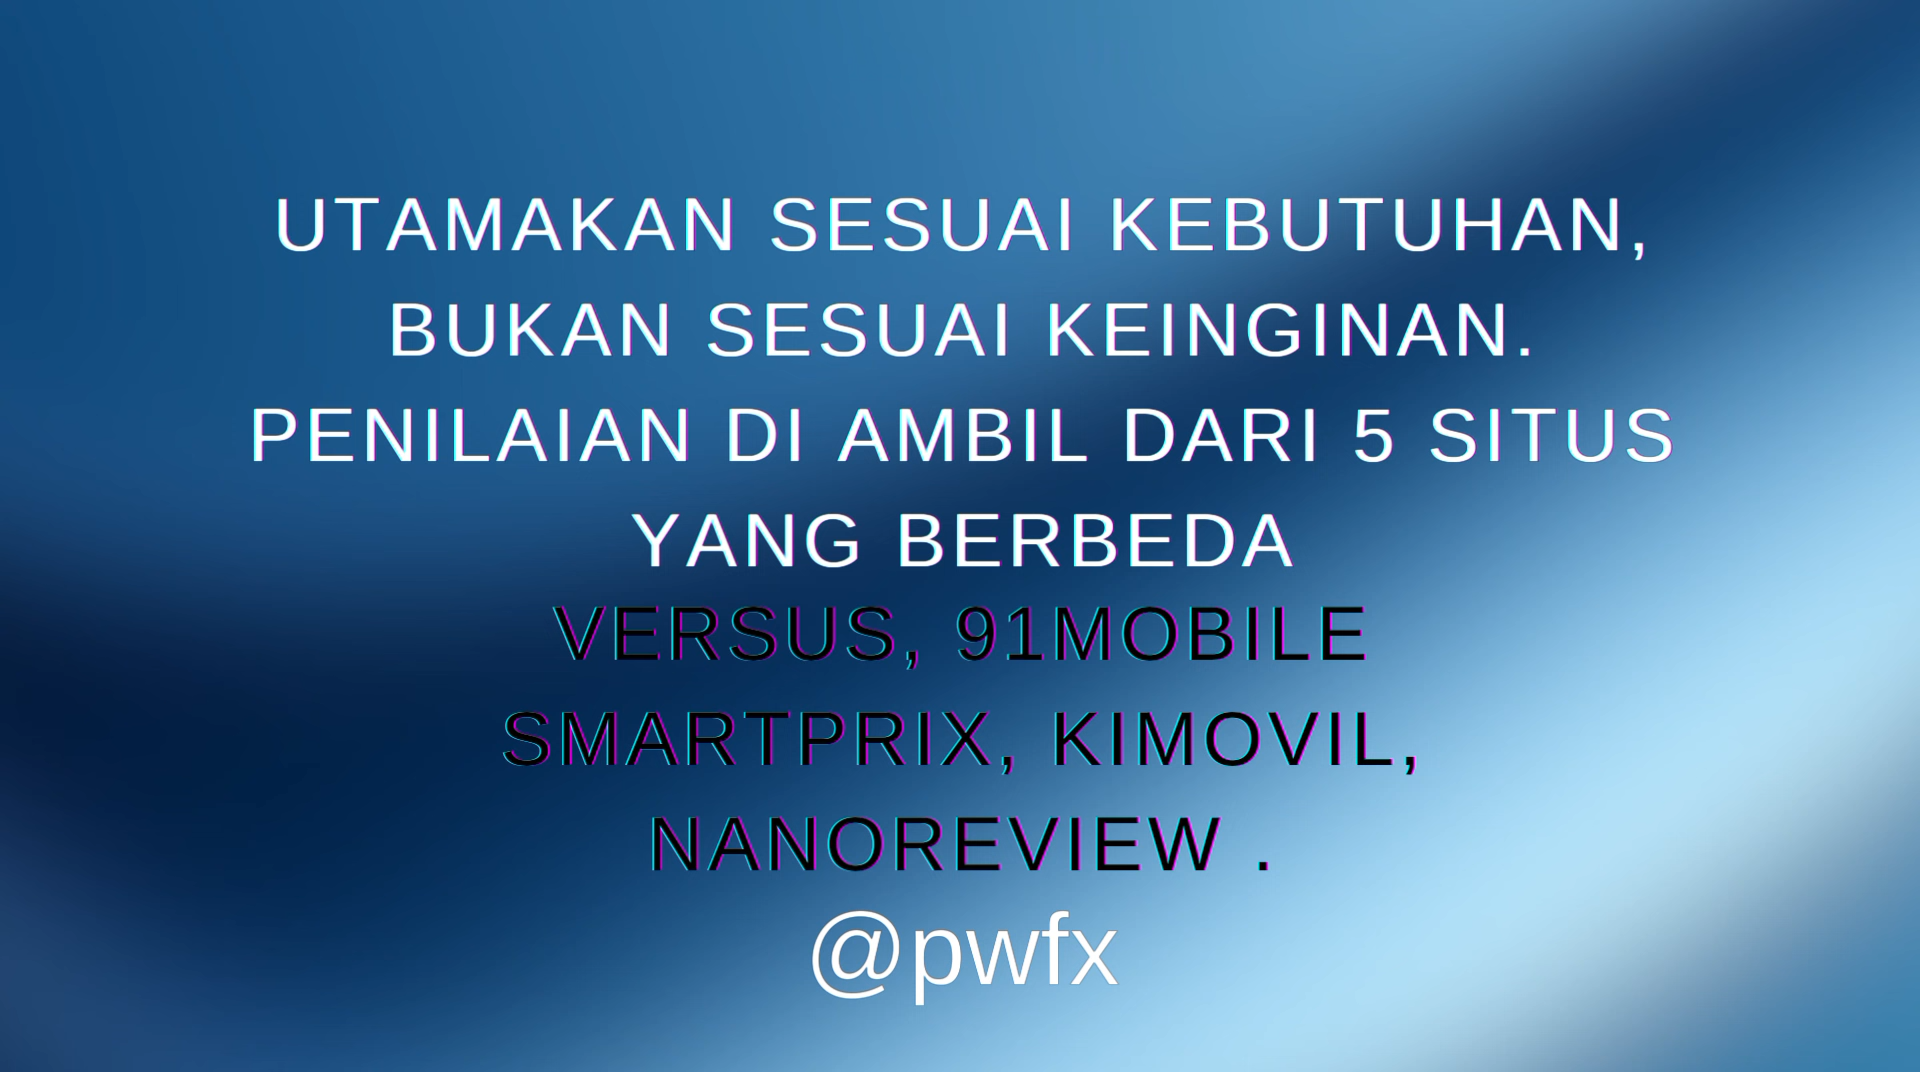 UTAMAKAN SESUAI KEBUTUHAN,
BUKAN SESUAI KEINGINAN.
PENILAIAN DI AMBIL DARI 5 SITUS
YANG BERBEDA
VERSUS, 91MOBILE
SMARTPRIX, KIMOVIL,
NANOREVIEW .
@pwfx